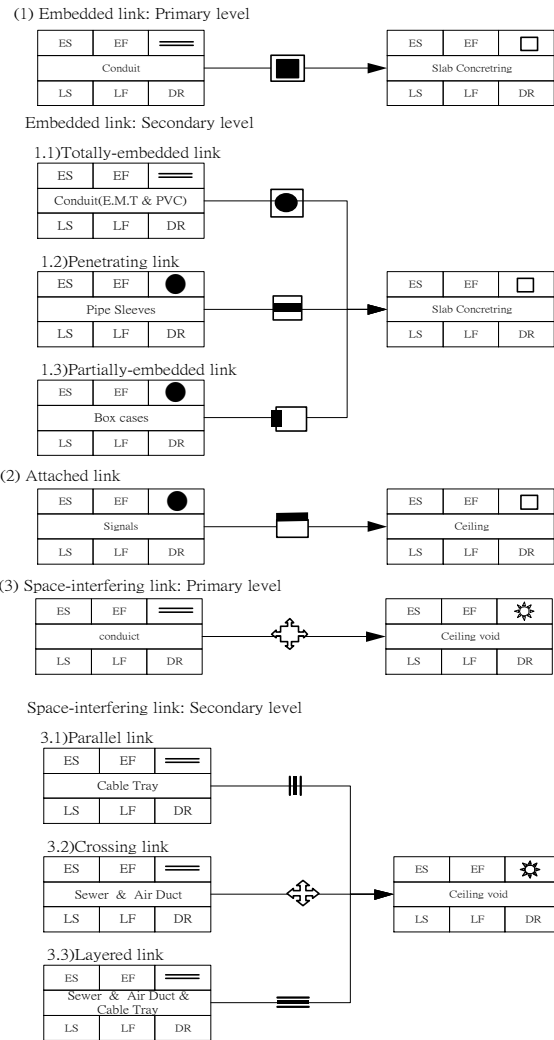 (1) Embedded link: Primary level
ES EF
Conduit
LS LF DR
ES EF
Slab Concretring
LS LF DR
Embedded link: Secondary level
1.1)Totally-embedded link
ES EF
Conduit(E.M.T & PVC)
LS LF DR
1.2)Penetrating link
ES EF
Pipe Sleeves
LS LF DR
ES EF
Slab Concretring
LS LF DR
1.3)Partially-embedded link
ES EF
Box cases
LS LF DR
(2) Attached link
ES EF
Signals
LS LF DR
ES EF
Ceiling
LS LF DR
(3) Space-interfering link: Primary level
ES EF
conduict
LS LF DR
ES EF
Ceiling void
LS LF DR
Space-interfering link: Secondary level
3.1)Parallel link
ES EF
Cable Tray
LS LF DR
3.2)Crossing link
ES EF
Sewer & Air Duct
LS LF DR
ES EF
Ceiling void
LS LF DR
3.3)Layered link
ES EF
Sewer & Air Duct &
Cable Tray
LS LF DR